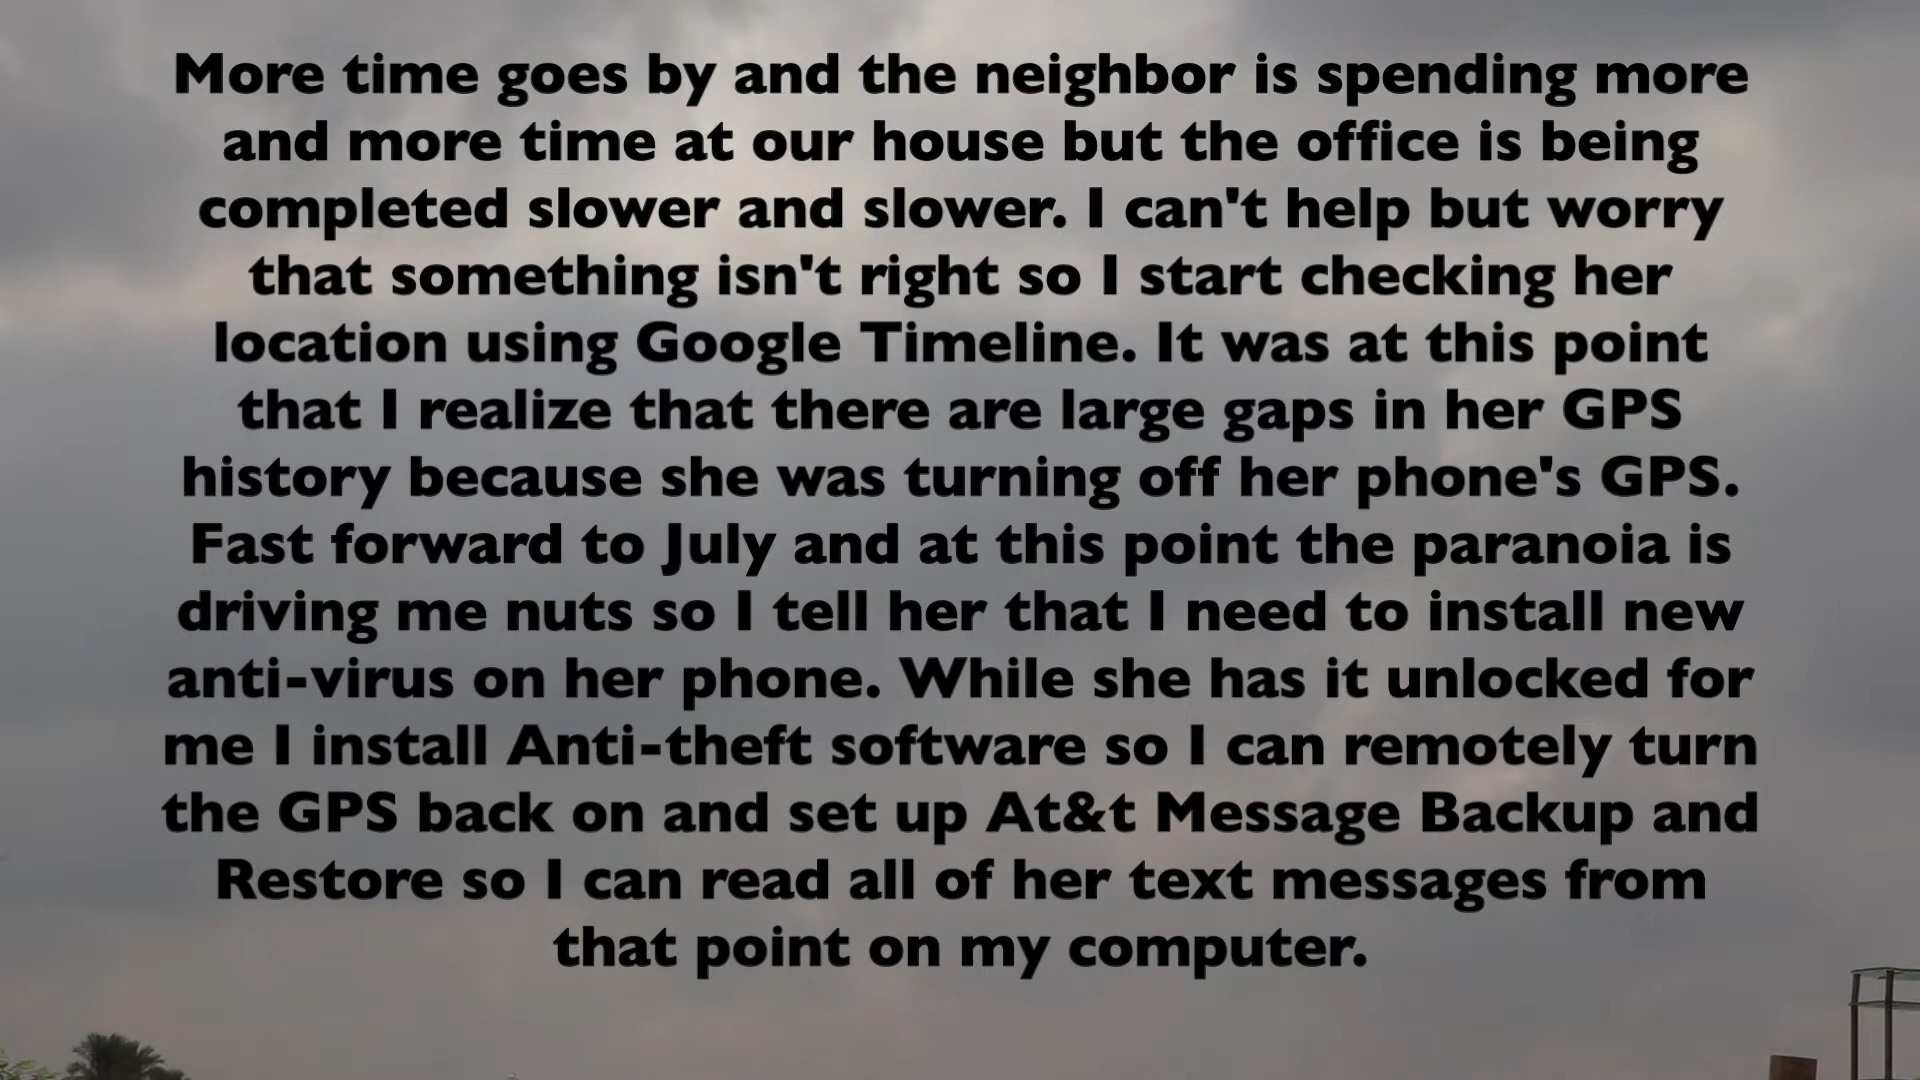 More time goes by and the neighbor is spending more
and more time at our house but the office is being
completed slower and slower. I can't help but worry
that something isn't right so I start checking her
location using Google Timeline. It was at this point
that I realize that there are large gaps in her GPS
history because she was turning off her phone's GPS.
Fast forward to July and at this point the paranoia is
driving me nuts so I tell her that I need to install new
anti-virus on her phone. While she has it unlocked for
me I install Anti-theft software so I can remotely turn
the GPS back on and set up At&t Message Backup and
Restore so I can read all of her text messages from
that point on my computer.